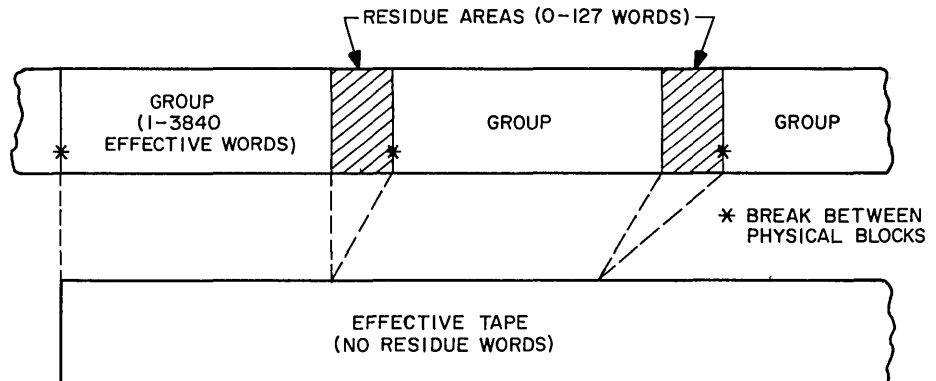 RESIDUE AREAS (0-127 WORDS)
GROUP
(1-3840
EFFECTIVE WORDS)
GROUP
GROUP
* BREAK BETWEEN
PHYSICAL BLOCKS
EFFECTIVE TAPE
(NO RESIDUE WORDS)